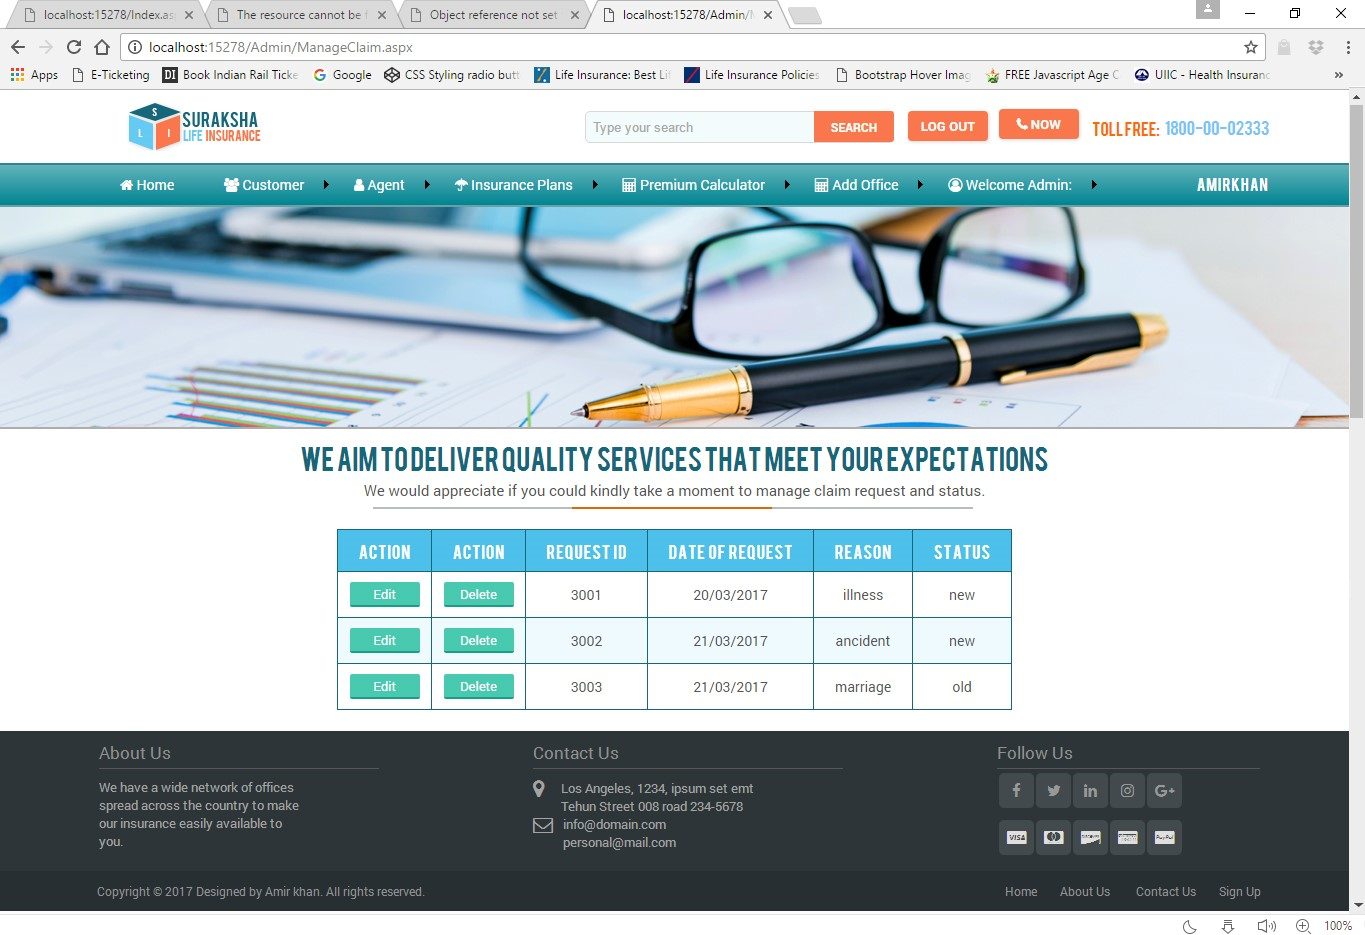 localhost:15278/Index.as
The resource cannot be f
Object reference not set
localhost:15278/Admin/M
localhost:15278/Admin/ManageClaim.aspx
Apps
E-Ticketing
DI
Book Indian Rail Ticke
Google
CSS Styling radio butt
Life Insurance: Best Lif
Life Insurance Policies
Bootstrap Hover Imag
FREE Javascript Age C
UIIC - Health Insuranc
S
L I
SURAKSHA
LIFE INSURANCE
Type your search
SEARCH
LOG OUT
NOW
TOLL FREE: 1800-00-02333
Home
Customer
Agent
Insurance Plans
Premium Calculator
Add Office
Welcome Admin:
AMIRKHAN
WE AIM TO DELIVER QUALITY SERVICES THAT MEET YOUR EXPECTATIONS
We would appreciate if you could kindly take a moment to manage claim request and status.
ACTION ACTION REQUEST ID DATE OF REQUEST REASON STATUS
Edit Delete 3001 20/03/2017 illness new
Edit Delete 3002 21/03/2017 ancident new
Edit Delete 3003 21/03/2017 marriage old
About Us
We have a wide network of offices
spread across the country to make
our insurance easily available to
you.
Contact Us
Los Angeles, 1234, ipsum set emt
Tehun Street 008 road 234-5678
info@domain.com
personal@mail.com
Follow Us
VISA
PayPal
Copyright © 2017 Designed by Amir khan. All rights reserved.
Home
About Us
Contact Us
Sign Up
100%